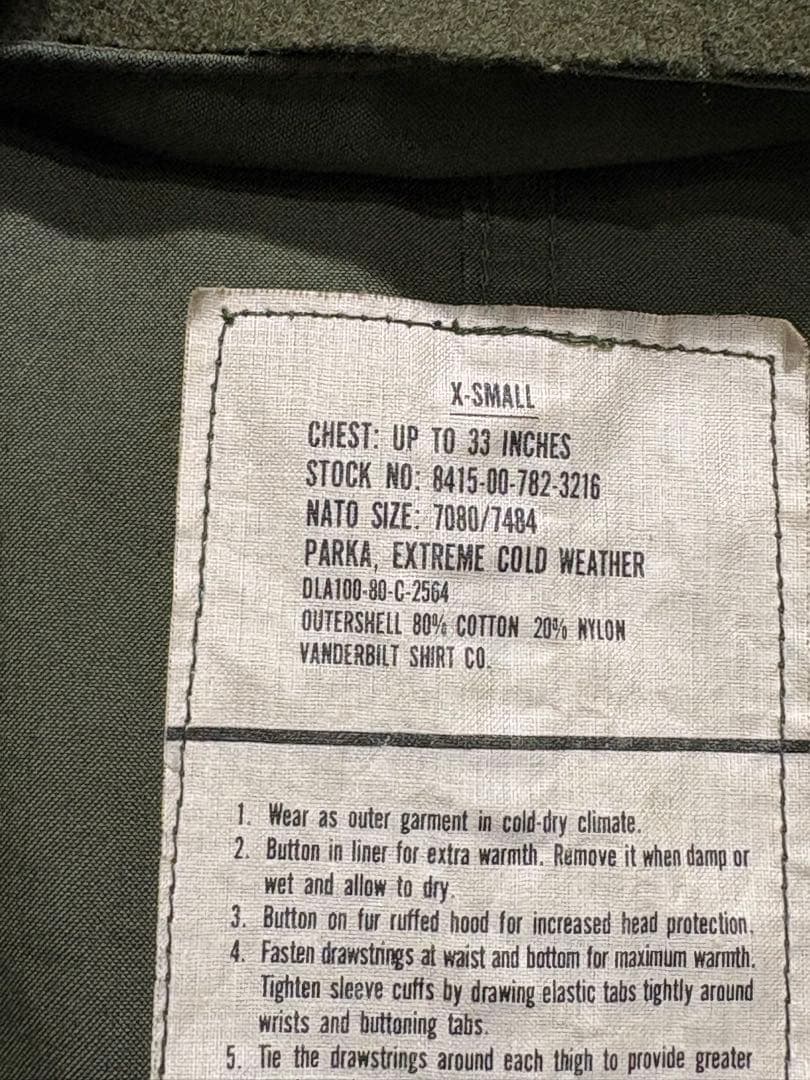 X-SMALL
CHEST: UP TO 33 INCHES
STOCK NO: 8415-00-782-3216
NATO SIZE: 7080/7484
PARKA, EXTREME COLD WEATHER
DLA100-80-C-2564
OUTERSHELL 80% COTTON 20% NYLON
VANDERBILT SHIRT CO.
1. Wear as outer garment in cold-dry climate.
2. Button in liner for extra warmth. Remove it when damp or
wet and allow to dry.
3. Button on fur ruffed hood for increased head protection.
4. Fasten drawstrings at waist and bottom for maximum warmth.
Tighten sleeve cuffs by drawing elastic tabs tightly around
wrists and buttoning tabs.
5. Tie the drawstrings around each thigh to provide greater